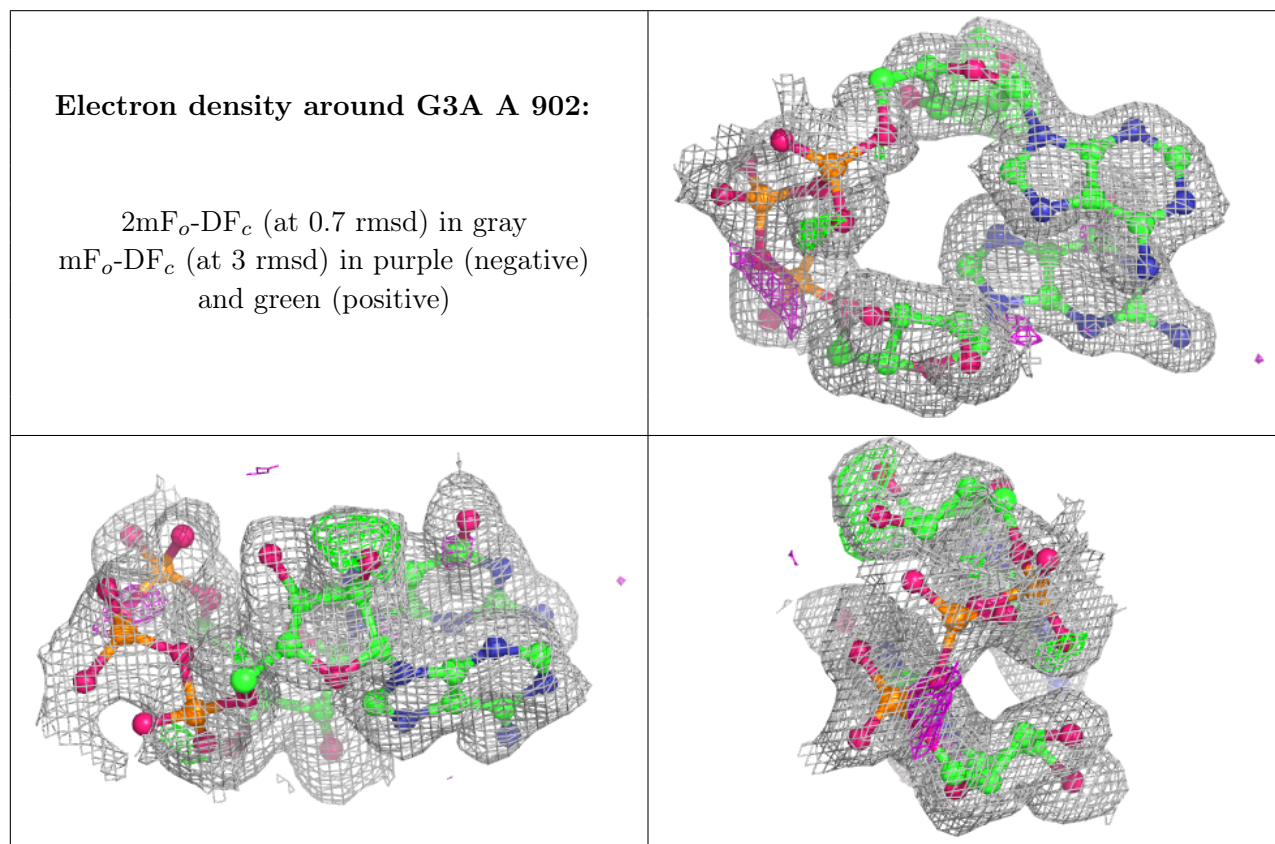 Electron density around G3A A 902:
2mFₒ-DF𝒸 (at 0.7 rmsd) in gray
mFₒ-DF𝒸 (at 3 rmsd) in purple (negative)
and green (positive)